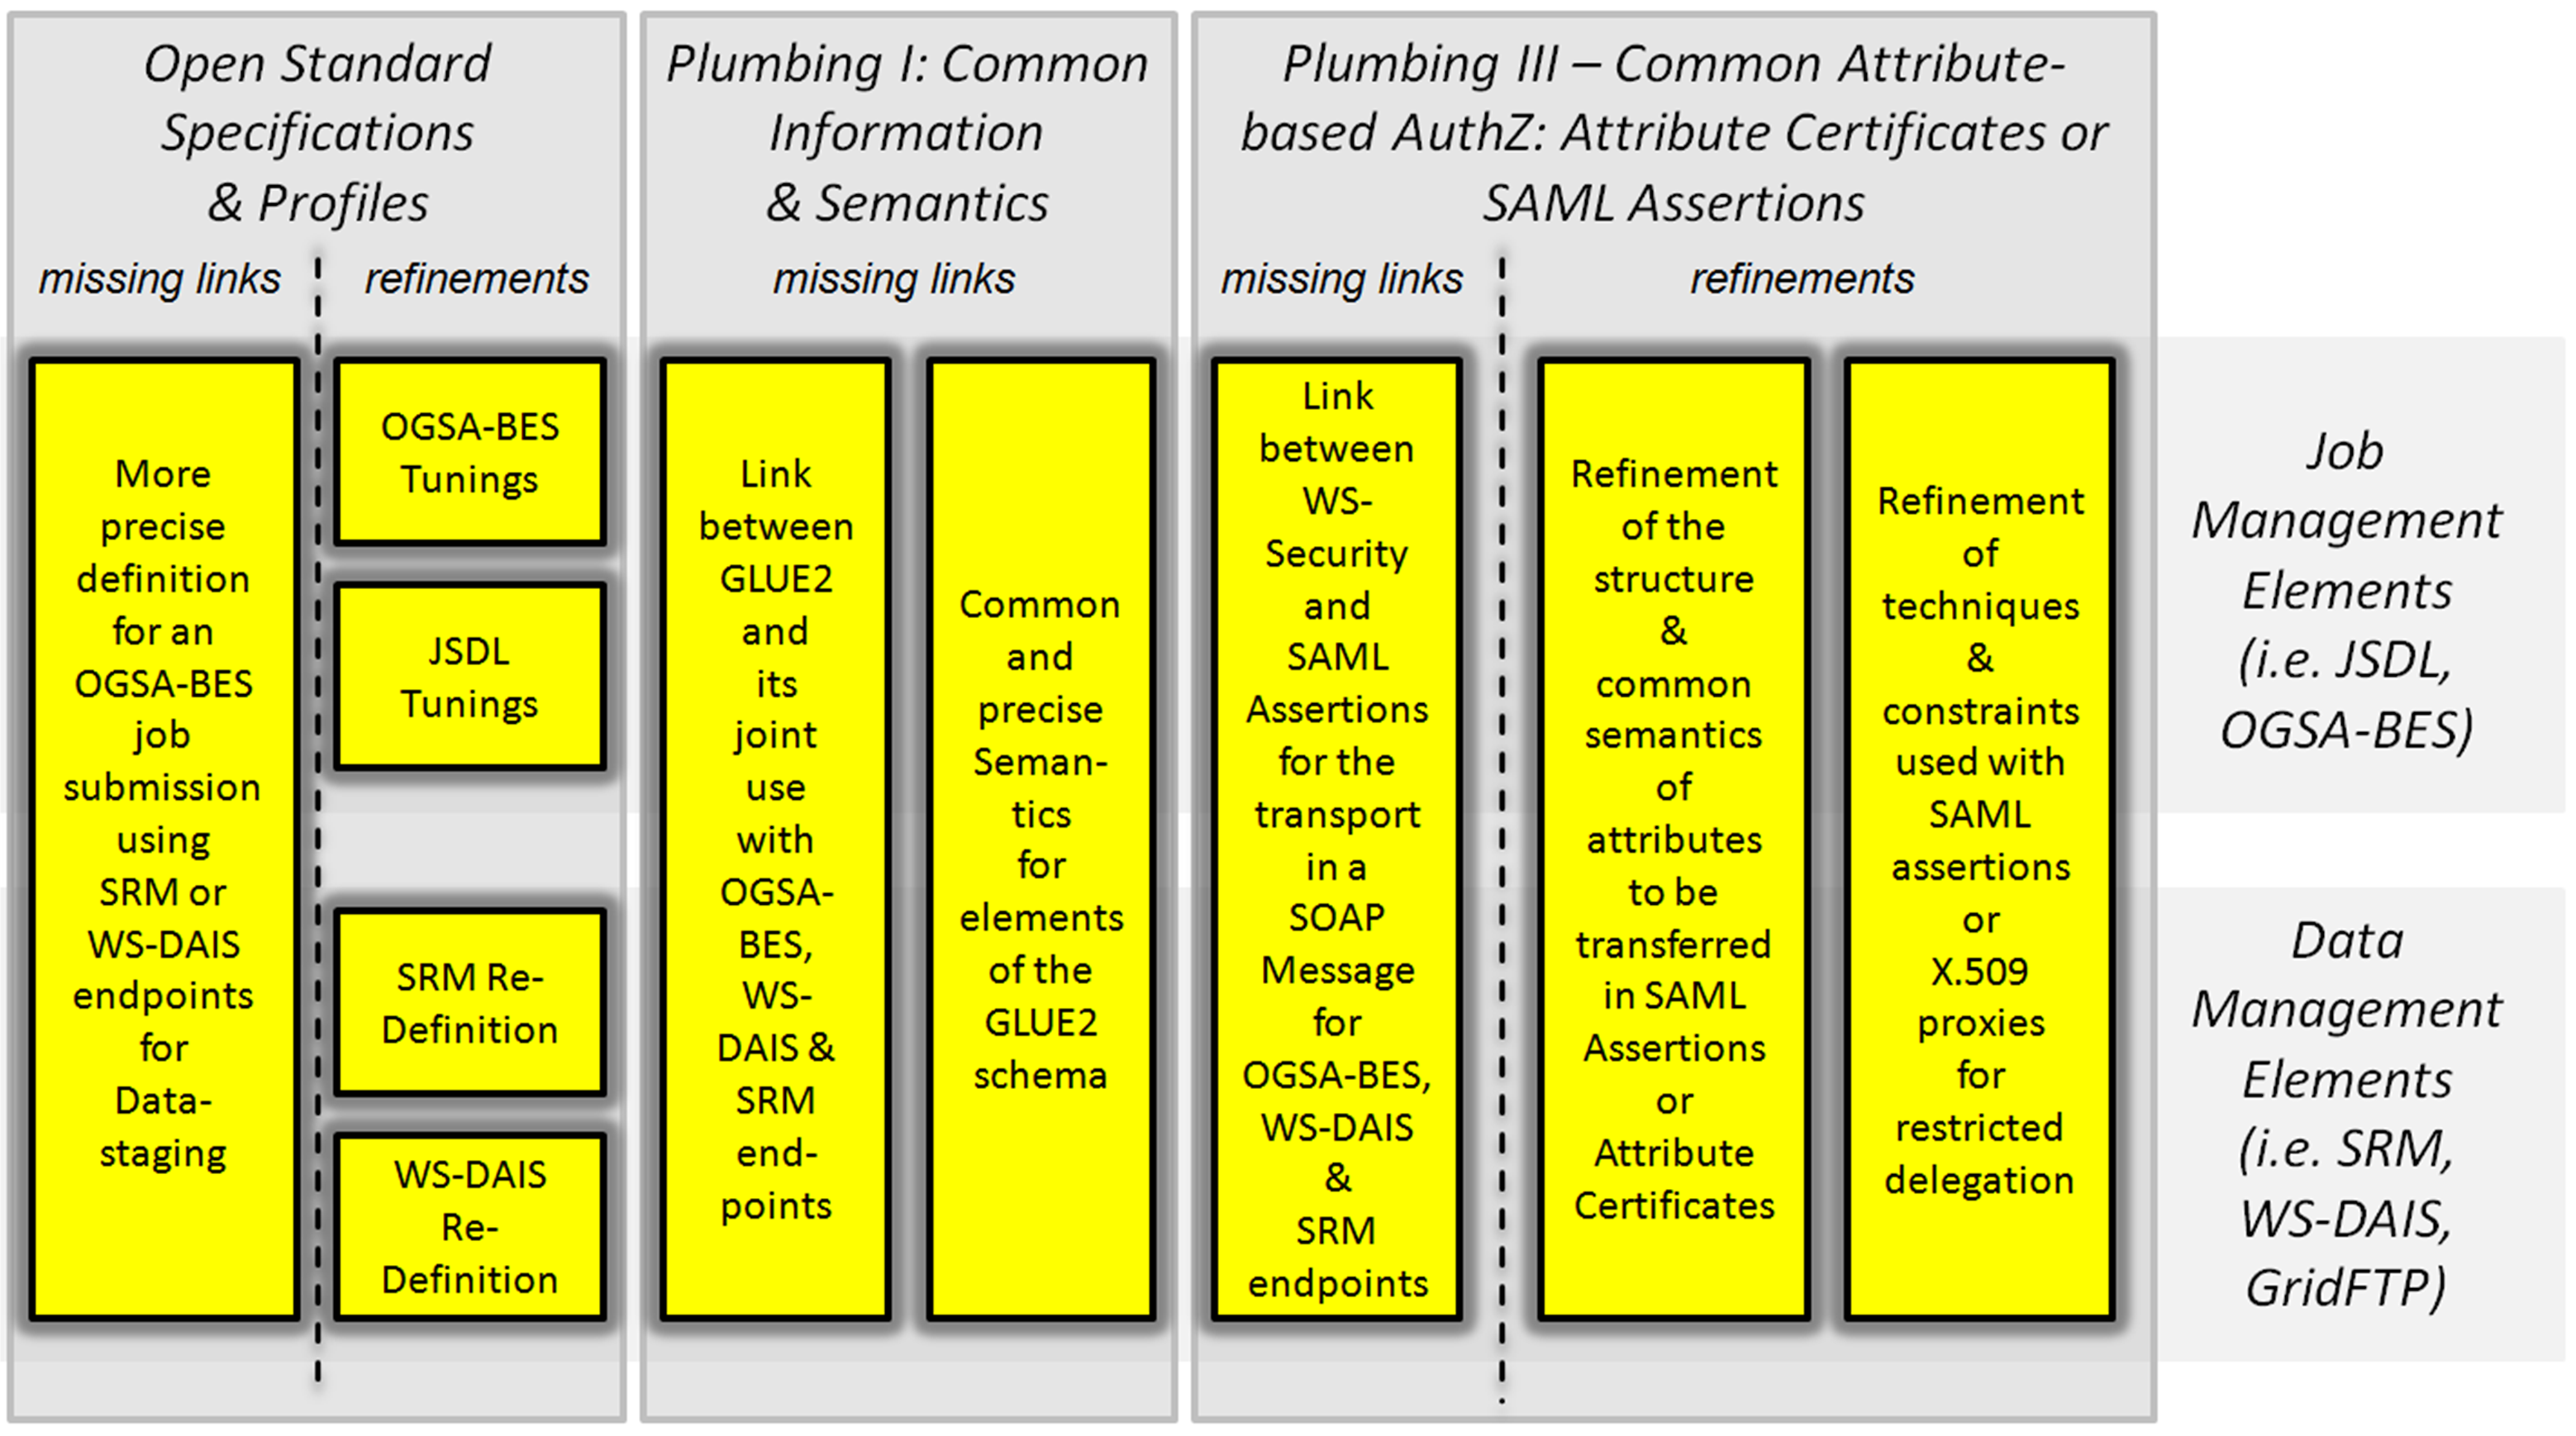 Open Standard
Specifications
& Profiles
missing links
refinements
More
precise
definition
for an
OGSA-BES
job
submission
using
SRM or
WS-DAIS
endpoints
for
Data-
staging
OGSA-BES
Tunings
JSDL
Tunings
SRM Re-
Definition
WS-DAIS
Re-
Definition
Plumbing I: Common
Information
& Semantics
missing links
Link
between
GLUE2
and
its
joint
use
with
OGSA-
BES,
WS-
DAIS &
SRM
end-
points
Common
and
precise
Seman-
tics
for
elements
of the
GLUE2
schema
Plumbing III – Common Attribute-
based AuthZ: Attribute Certificates or
SAML Assertions
missing links
refinements
Link
between
WS-
Security
and
SAML
Assertions
for the
transport
in a
SOAP
Message
for
OGSA-BES,
WS-DAIS
&
SRM
endpoints
Refinement
of the
structure
&
common
semantics
of
attributes
to be
transferred
in SAML
Assertions
or
Attribute
Certificates
Refinement
of
techniques
&
constraints
used with
SAML
assertions
or
X.509
proxies
for
restricted
delegation
Job
Management
Elements
(i.e. JSDL,
OGSA-BES)
Data
Management
Elements
(i.e. SRM,
WS-DAIS,
GridFTP)